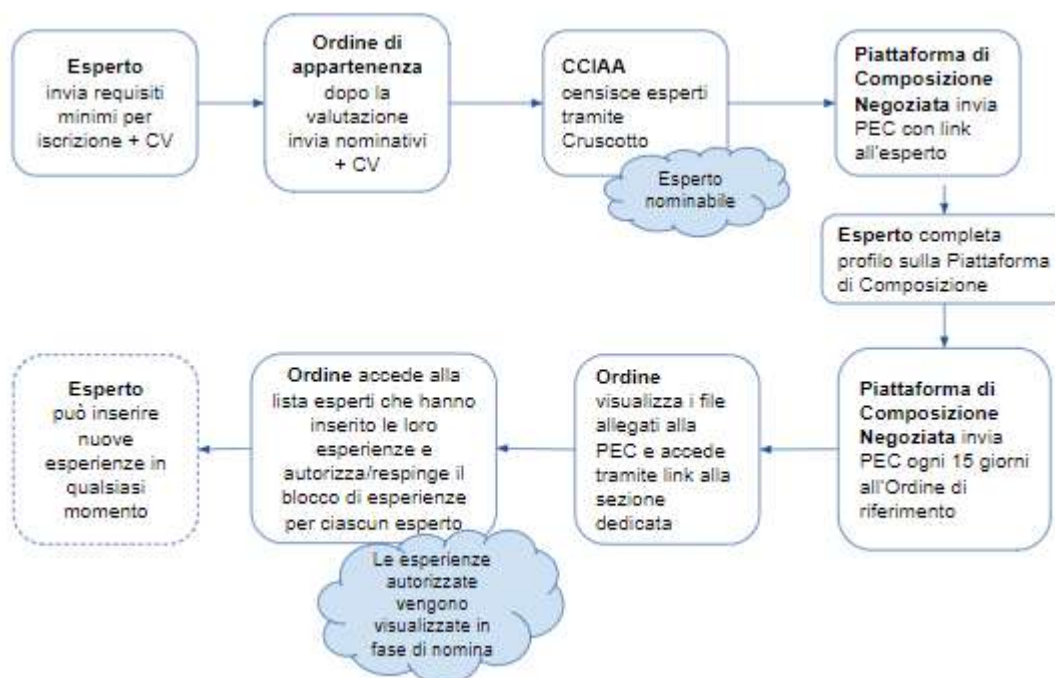 Esperto
invia requisiti
minimi per
iscrizione + CV
Ordine di
appartenenza
dopo la
valutazione
invia nominativi
+ CV
CCIAA
censisce esperti
tramite
Cruscotto
Esperto
nominabile
Piattaforma di
Composizione
Negoziata invia
PEC con link
all'esperto
Esperto completa
profilo sulla Piattaforma
di Composizione
Piattaforma di
Composizione
Negoziata invia
PEC ogni 15 giorni
all'Ordine di
riferimento
Ordine
visualizza i file
allegati alla
PEC e accede
tramite link alla
sezione
dedicata
Ordine accede alla
lista esperti che hanno
inserito le loro
esperienze e
autorizza/respinge il
blocco di esperienze
per ciascun esperto
Le esperienze
autorizzate
vengono
visualizzate in
fase di nomina
Esperto
può inserire
nuove
esperienze in
qualsiasi
momento